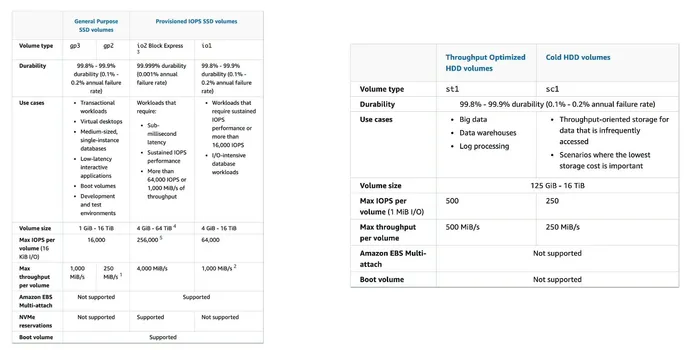 General Purpose SSD volumes
Provisioned IOPS SSD volumes
Volume type
gp3
gp2
io2 Block Express
3
io1
Durability
99.8% - 99.9%
durability (0.1% -
0.2% annual failure
rate)
99.999% durability
(0.001% annual
failure rate)
99.8% - 99.9%
durability (0.1% -
0.2% annual failure
rate)
Use cases
• Transactional
workloads
• Virtual desktops
• Medium-sized,
single-instance
databases
• Low-latency
interactive
applications
• Boot volumes
• Development
and test
environments
Workloads that
require:
• Sub-
millisecond
latency
• Sustained IOPS
performance
• More than
64,000 IOPS or
1,000 MiB/s of
throughput
• Workloads that
require sustained
IOPS
performance or
more than
16,000 IOPS
• I/O-intensive
database
workloads
Volume size
1 GiB - 16 TiB
4 GiB - 64 TiB 4
4 GiB - 16 TiB
Max IOPS per
volume (16
KiB I/O)
16,000
256,000 5
64,000
Max
throughput
per volume
1,000
MiB/s
250
MiB/s 1
4,000 MiB/s
1,000 MiB/s 2
Amazon EBS
Multi-attach
Not supported
Supported
NVMe
reservations
Not supported
Supported
Not supported
Boot volume
Supported
Throughput Optimized
HDD volumes
Cold HDD volumes
Volume type
st1
sc1
Durability
99.8% - 99.9% durability (0.1% - 0.2% annual failure rate)
Use cases
• Big data
• Data warehouses
• Log processing
• Throughput-oriented storage for
data that is infrequently
accessed
• Scenarios where the lowest
storage cost is important
Volume size
125 GiB - 16 TiB
Max IOPS per
volume (1 MiB I/O)
500
250
Max throughput
per volume
500 MiB/s
250 MiB/s
Amazon EBS Multi-
attach
Not supported
Boot volume
Not supported